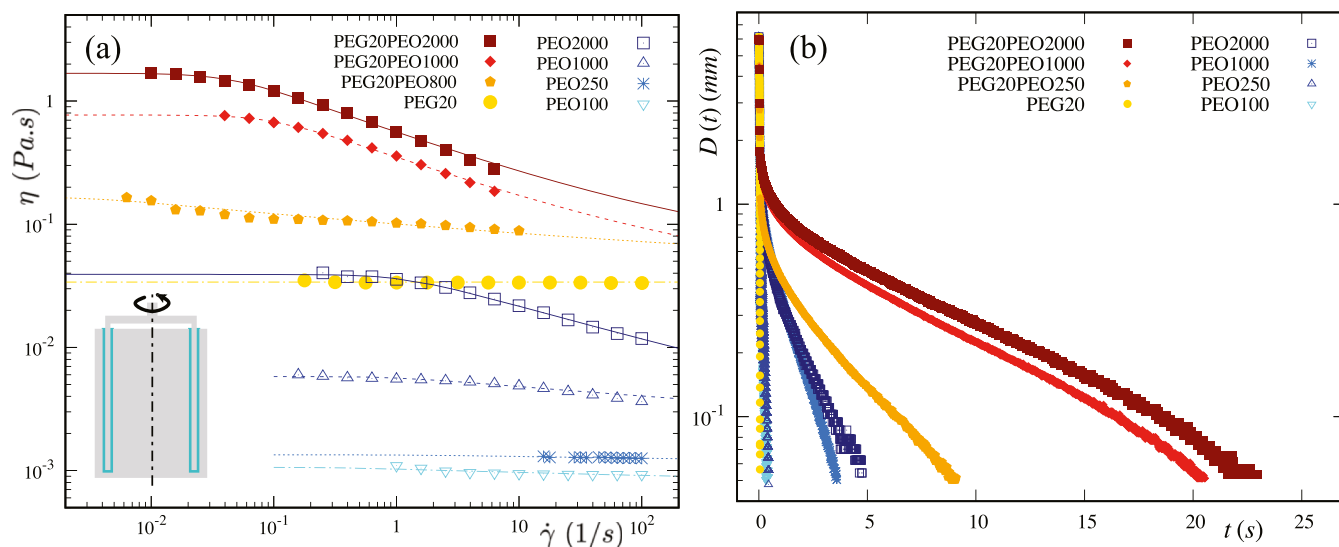 (a)
PEG20PEO2000
PEG20PEO1000
PEG20PEO800
PEG20
PEO2000
PEO1000
PEO250
PEO100
η (Pa.s)
1
10⁻¹
10⁻²
10⁻³
10⁻² 10⁻¹ 1 10 10²
γ̇ (1/s)
(b)
PEG20PEO2000
PEG20PEO1000
PEG20PEO250
PEG20
PEO2000
PEO1000
PEO250
PEO100
D (t) (mm)
1
10⁻¹
0 5 10 15 20 25
t (s)